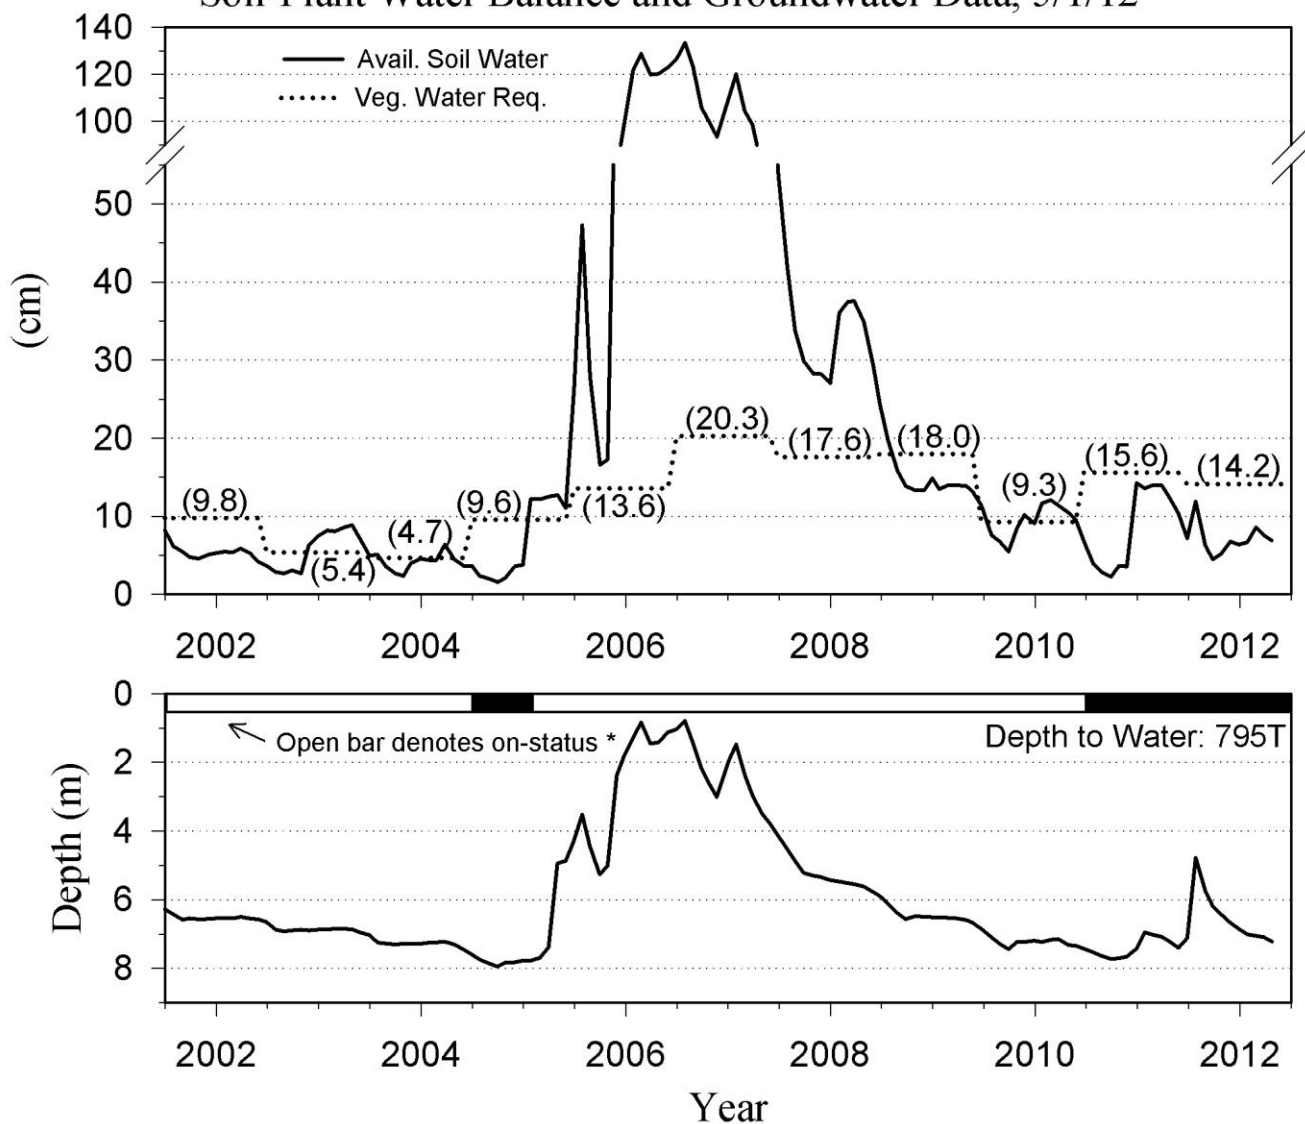 Soil Plant Water Balance and Groundwater Data, 5/1/12
140
120
100
50
40
30
20
10
0
(cm)
Avail. Soil Water
Veg. Water Req.
(9.8)
(5.4)
(4.7)
(9.6)
(13.6)
(20.3)
(17.6)
(18.0)
(9.3)
(15.6)
(14.2)
2002 2004 2006 2008 2010 2012
0
2
4
6
8
Depth (m)
Open bar denotes on-status *
Depth to Water: 795T
2002 2004 2006 2008 2010 2012
Year